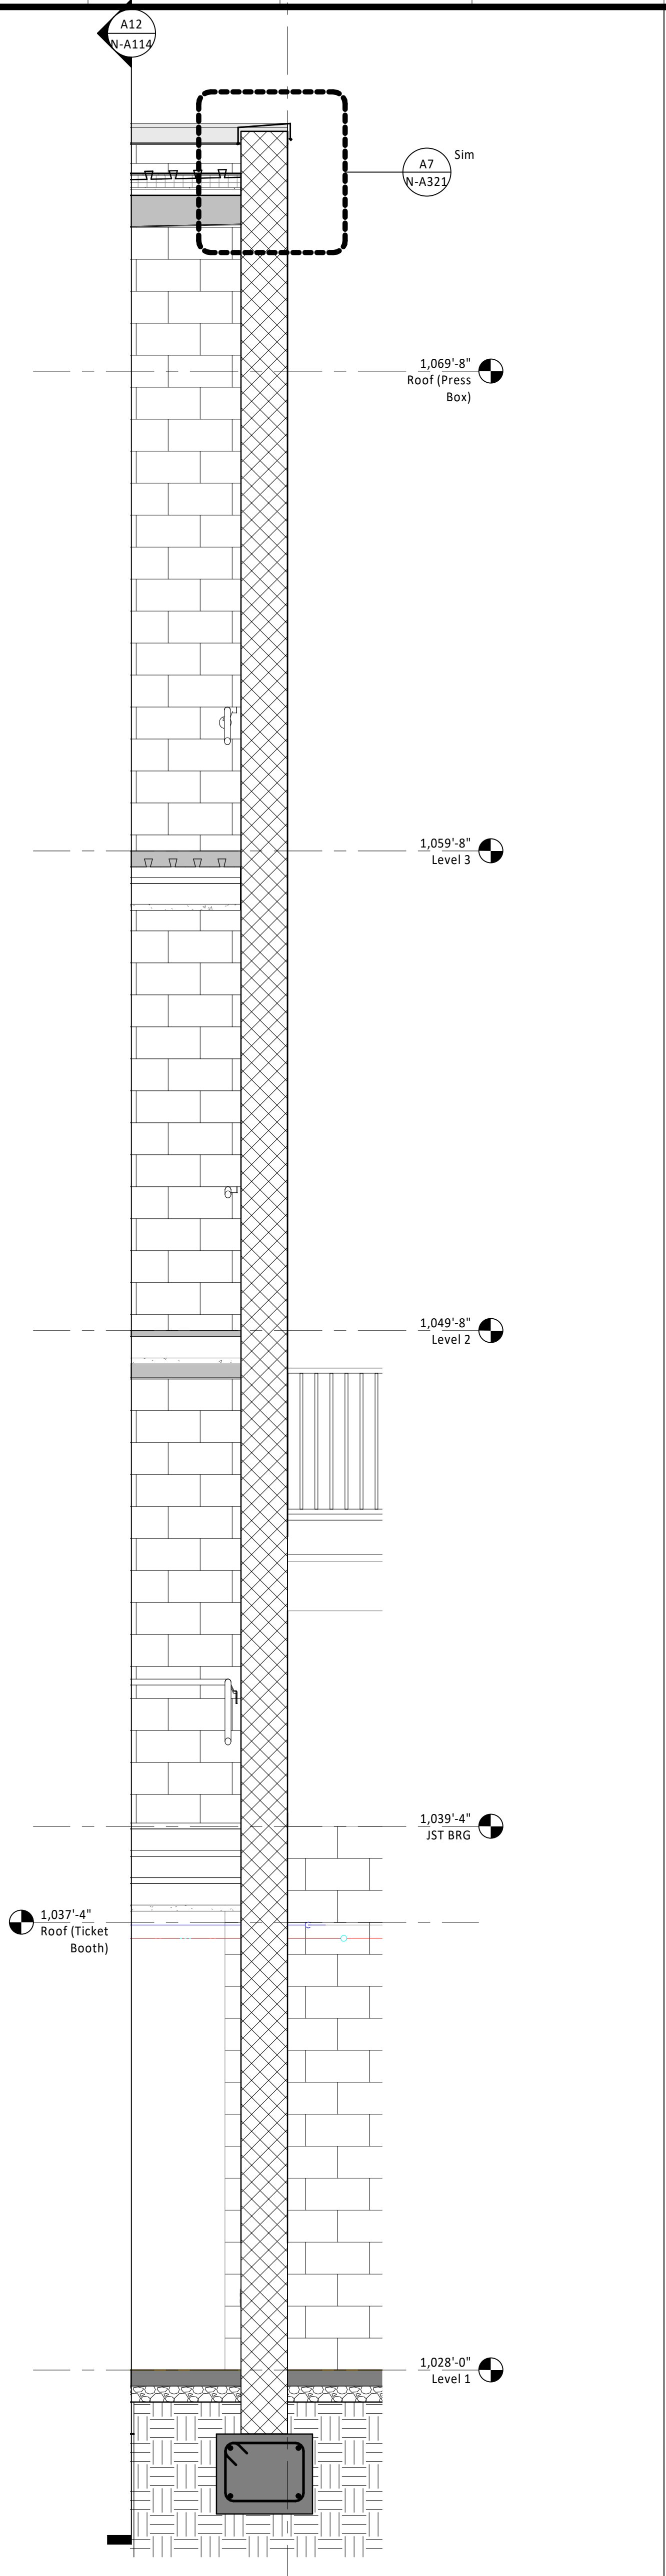 A12
N-A114
Sim
A7
N-A321
1,069'-8"
Roof (Press
Box)
1,059'-8"
Level 3
1,049'-8"
Level 2
1,039'-4"
JST BRG
1,037'-4"
Roof (Ticket
Booth)
1,028'-0"
Level 1